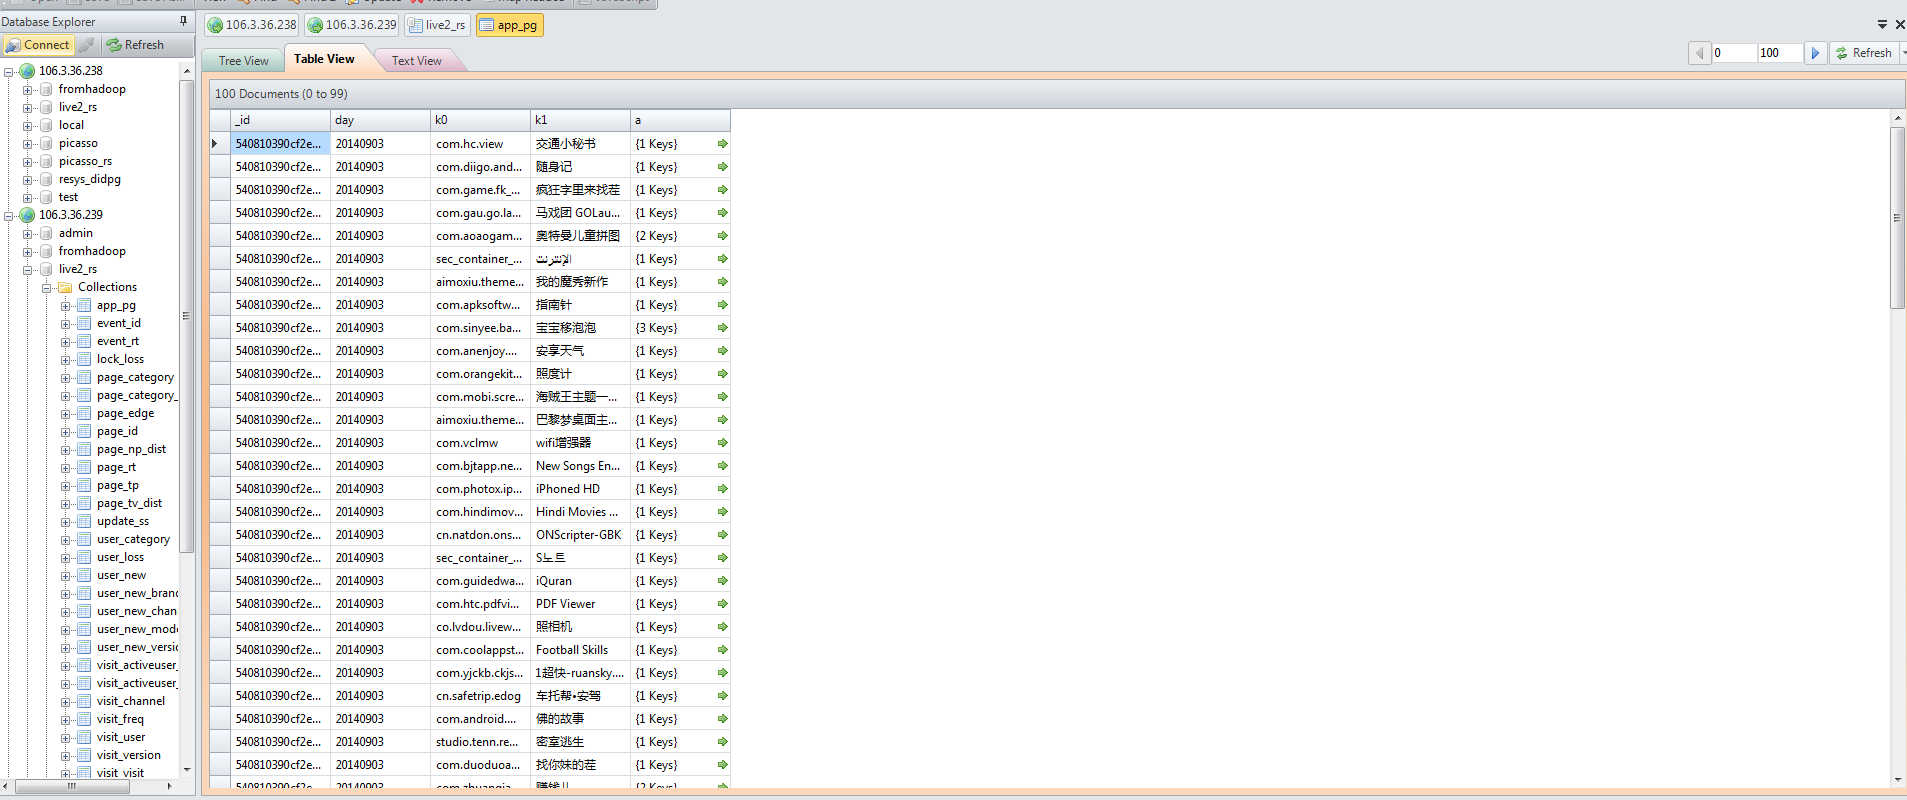 Database Explorer
Connect
Refresh
106.3.36.238
fromhadoop
live2_rs
local
picasso
picasso_rs
resys_didpg
test
106.3.36.239
admin
fromhadoop
live2_rs
Collections
app_pg
event_id
event_rt
lock_loss
page_category
page_category_
page_edge
page_id
page_np_dist
page_rt
page_tp
page_tv_dist
update_ss
user_category
user_loss
user_new
user_new_bran
user_new_chan
user_new_mod
user_new_versi
visit_activeuser_
visit_activeuser_
visit_channel
visit_freq
visit_user
visit_version
visit_visit
106.3.36.238 106.3.36.239 live2_rs app_pg
Tree View Table View Text View
0 100 Refresh
100 Documents (0 to 99)
_id day k0 k1 a
540810390cf2e... 20140903 com.hc.view 交通小秘书 {1 Keys}
540810390cf2e... 20140903 com.diigo.and... 随身记 {1 Keys}
540810390cf2e... 20140903 com.game.fk_... 疯狂字里来找茬 {1 Keys}
540810390cf2e... 20140903 com.gau.go.la... 马戏团 GOLau... {1 Keys}
540810390cf2e... 20140903 com.aoaogam... 奥特曼儿童拼图 {2 Keys}
540810390cf2e... 20140903 sec_container_... الإنترنت {1 Keys}
540810390cf2e... 20140903 aimoxiu.theme... 我的魔秀新作 {1 Keys}
540810390cf2e... 20140903 com.apksoftw... 指南针 {1 Keys}
540810390cf2e... 20140903 com.sinyee.ba... 宝宝移泡泡 {3 Keys}
540810390cf2e... 20140903 com.anenjoy.... 安享天气 {1 Keys}
540810390cf2e... 20140903 com.orangekit... 照度计 {1 Keys}
540810390cf2e... 20140903 com.mobi.scre... 海贼王主题一... {1 Keys}
540810390cf2e... 20140903 aimoxiu.theme... 巴黎梦桌面主... {1 Keys}
540810390cf2e... 20140903 com.vclmw wifi增强器 {1 Keys}
540810390cf2e... 20140903 com.bjtapp.ne... New Songs En... {1 Keys}
540810390cf2e... 20140903 com.photox.ip... iPhoned HD {1 Keys}
540810390cf2e... 20140903 com.hindimov... Hindi Movies ... {1 Keys}
540810390cf2e... 20140903 cn.natdon.ons... ONScripter-GBK {1 Keys}
540810390cf2e... 20140903 sec_container_... S노트 {1 Keys}
540810390cf2e... 20140903 com.guidedwa... iQuran {1 Keys}
540810390cf2e... 20140903 com.htc.pdfvi... PDF Viewer {1 Keys}
540810390cf2e... 20140903 co.lvdou.livew... 照相机 {1 Keys}
540810390cf2e... 20140903 com.coolappst... Football Skills {1 Keys}
540810390cf2e... 20140903 com.yjckb.ckjs... 1超快-ruansky.... {1 Keys}
540810390cf2e... 20140903 cn.safetrip.edog 车托帮•安驾 {1 Keys}
540810390cf2e... 20140903 com.android.... 佛的故事 {1 Keys}
540810390cf2e... 20140903 studio.tenn.re... 密室逃生 {1 Keys}
540810390cf2e... 20140903 com.duoduoa... 找你妹的茬 {1 Keys}